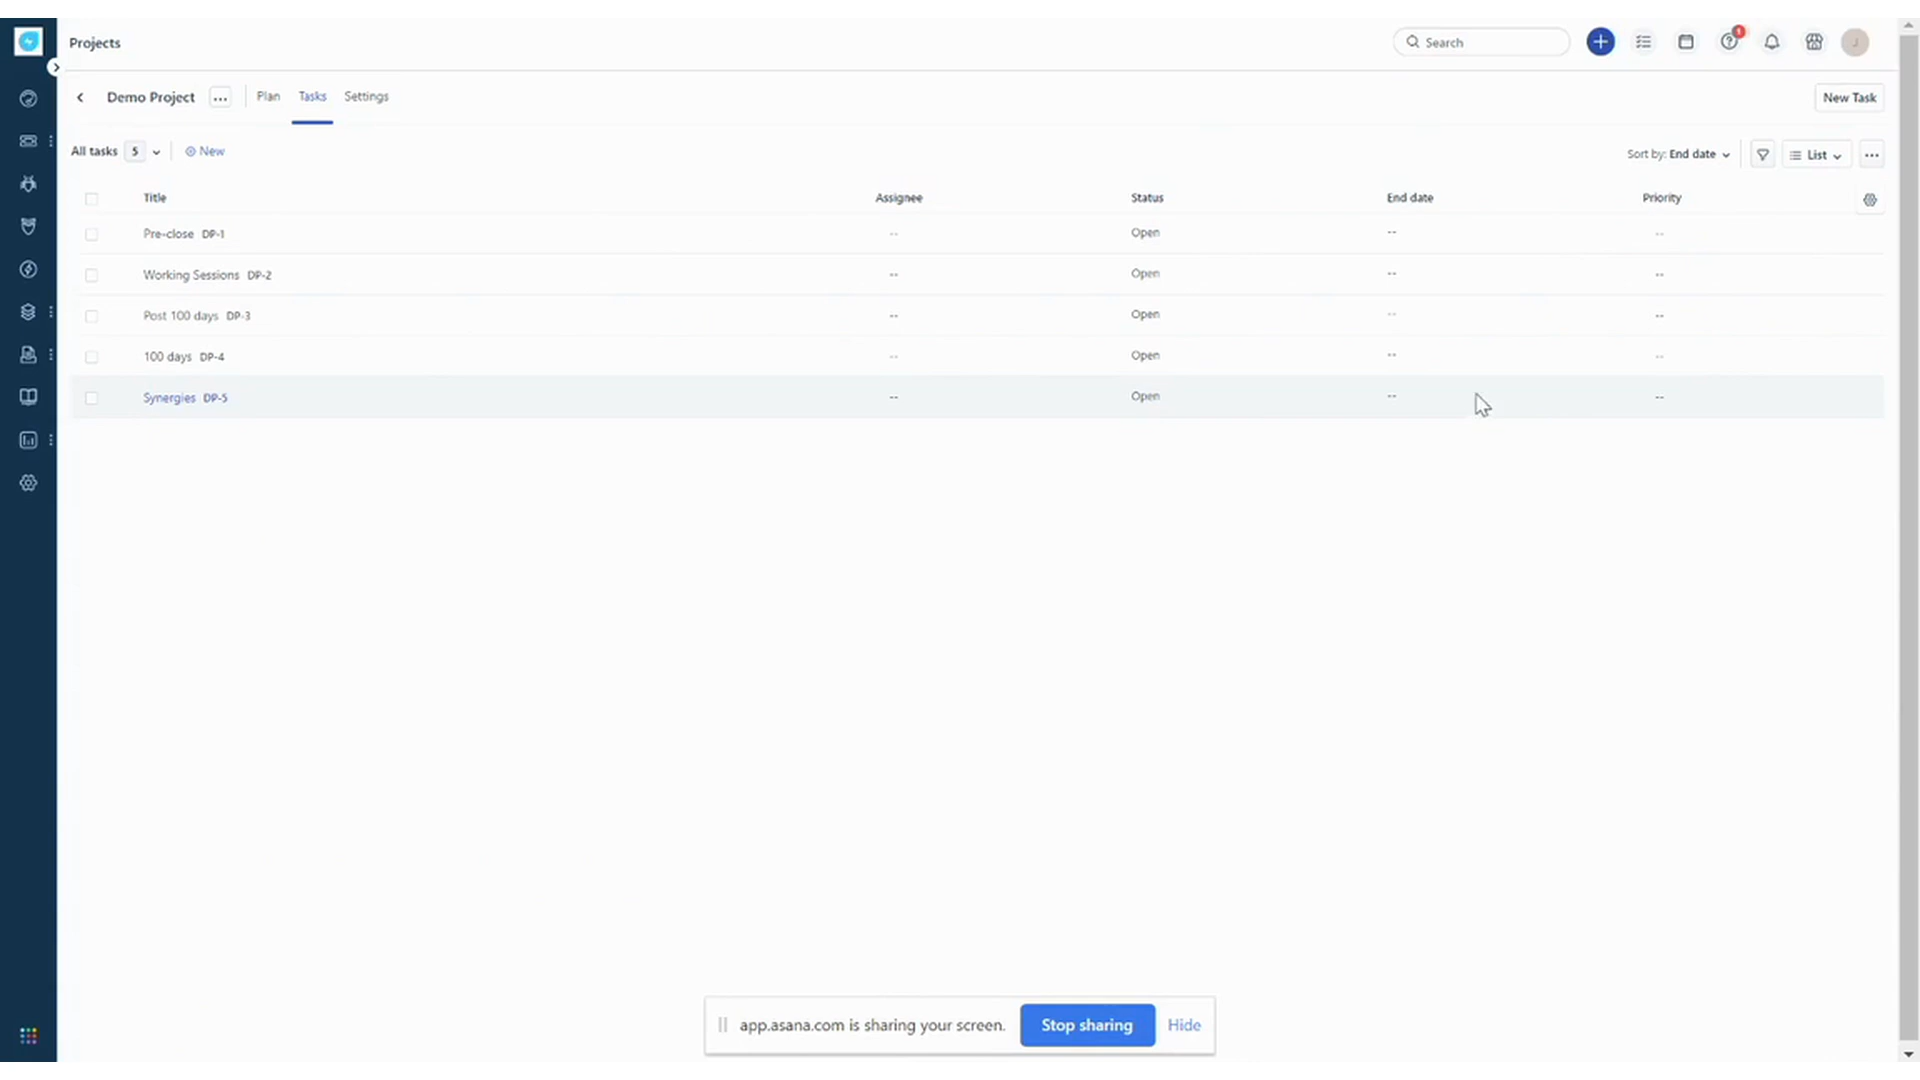 Projects
Search
1
J
Demo Project ... Plan Tasks Settings
New Task
All tasks 5 New
Sort by: End date List ...
Title Assignee Status End date Priority
Pre-close DP-1 -- Open -- --
Working Sessions DP-2 -- Open -- --
Post 100 days DP-3 -- Open -- --
100 days DP-4 -- Open -- --
Synergies DP-5 -- Open -- --
app.asana.com is sharing your screen. Stop sharing Hide